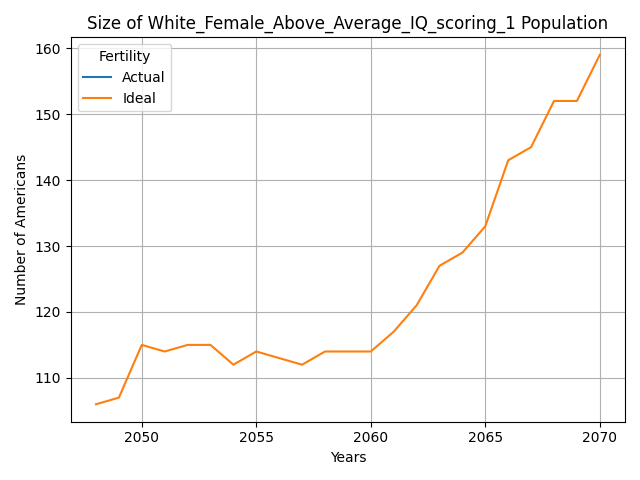 Size of White_Female_Above_Average_IQ_scoring_1 Population
Fertility
Actual
Ideal
Number of Americans
160
150
140
130
120
110
2050 2055 2060 2065 2070
Years